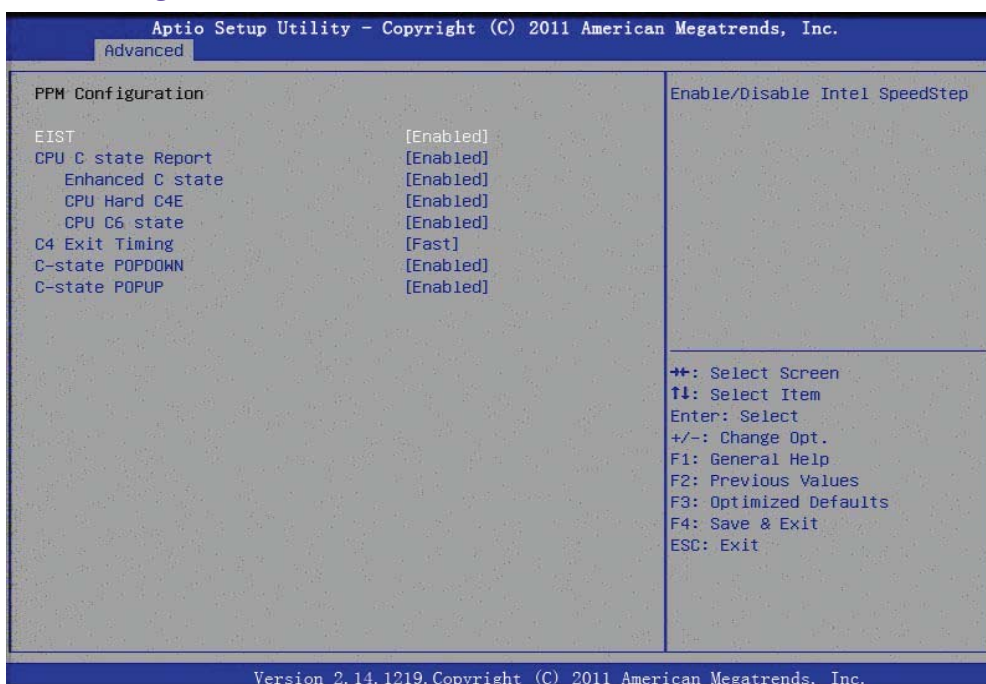 Aptio Setup Utility - Copyright (C) 2011 American Megatrends, Inc.
Advanced
PPM Configuration
EIST [Enabled]
CPU C state Report [Enabled]
Enhanced C state [Enabled]
CPU Hard C4E [Enabled]
CPU C6 state [Enabled]
C4 Exit Timing [Fast]
C-state POPDOWN [Enabled]
C-state POPUP [Enabled]
Enable/Disable Intel SpeedStep
→←: Select Screen
↑↓: Select Item
Enter: Select
+/-: Change Opt.
F1: General Help
F2: Previous Values
F3: Optimized Defaults
F4: Save & Exit
ESC: Exit
Version 2.14.1219. Copyright (C) 2011 American Megatrends, Inc.